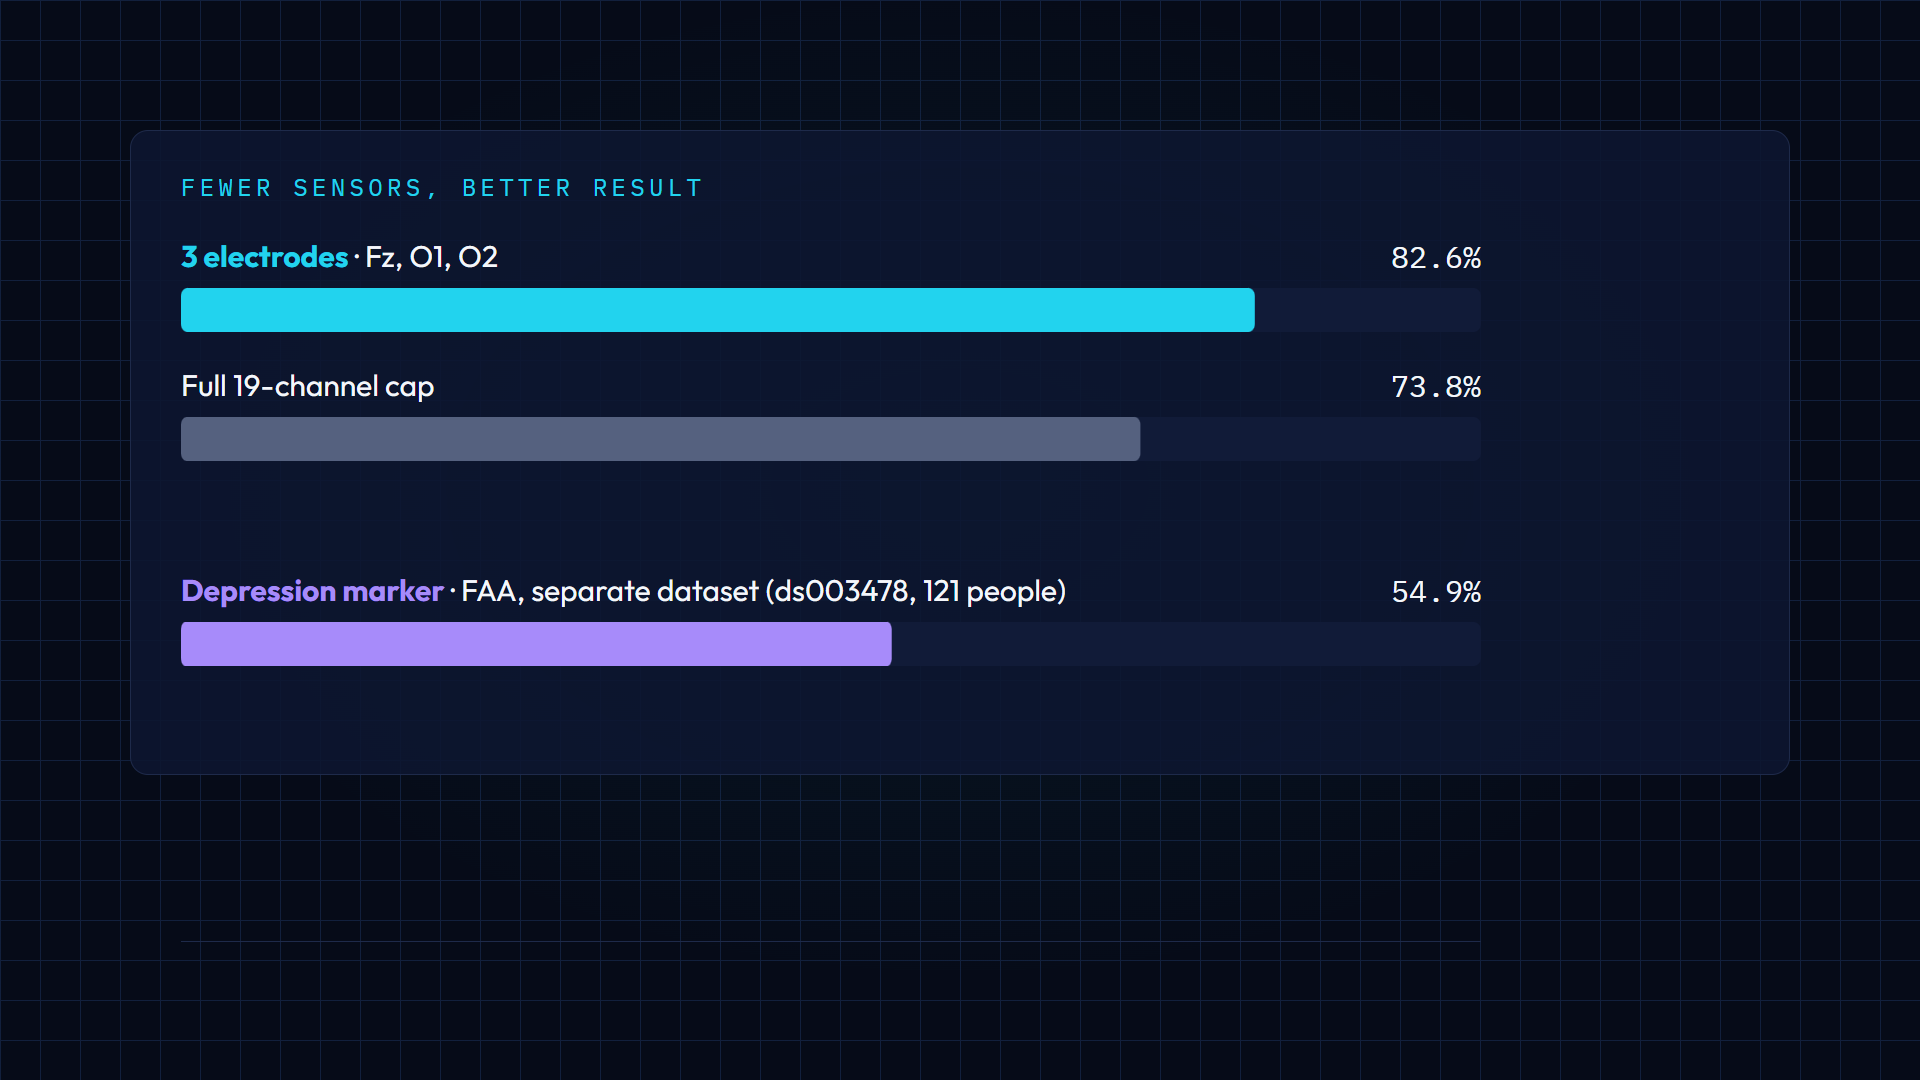 FEWER SENSORS, BETTER RESULT
3 electrodes · Fz, O1, O2 82.6%
Full 19-channel cap 73.8%
Depression marker · FAA, separate dataset (ds003478, 121 people) 54.9%